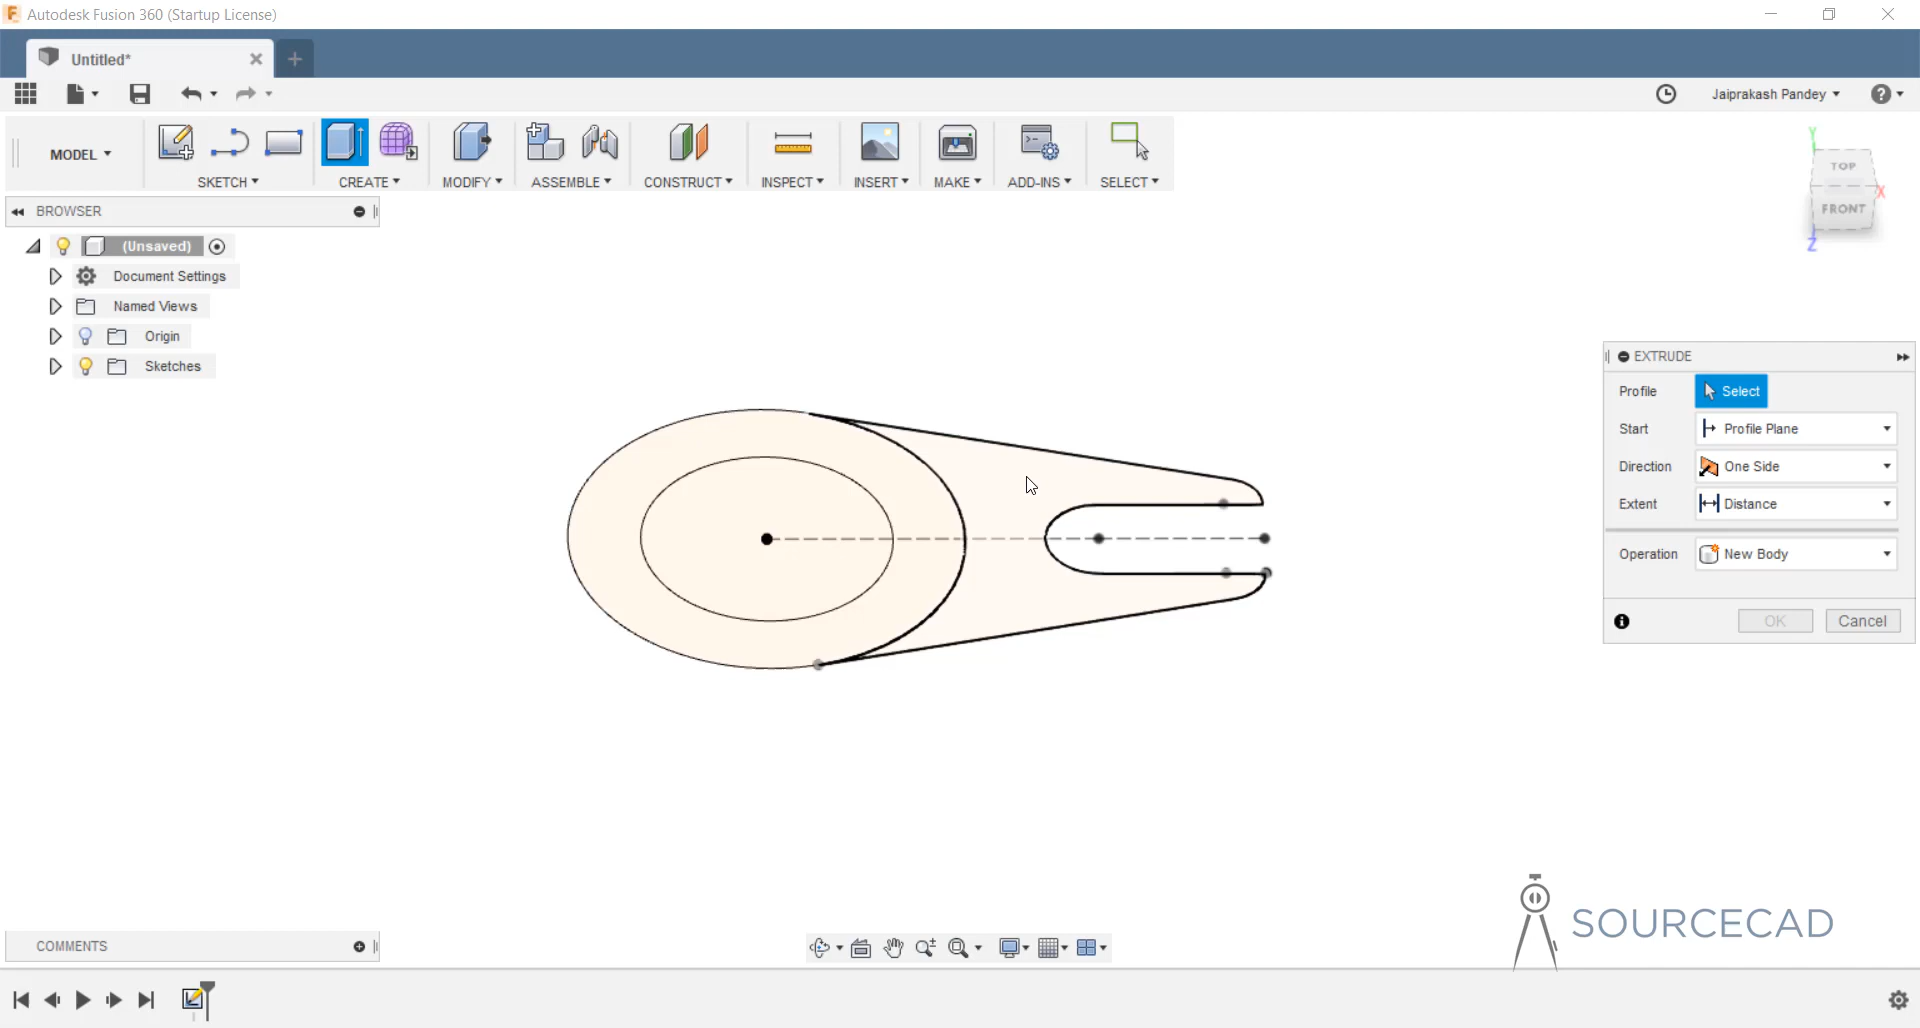 Autodesk Fusion 360 (Startup License)
Untitled*
Jaiprakash Pandey
MODEL
SKETCH
CREATE
MODIFY
ASSEMBLE
CONSTRUCT
INSPECT
INSERT
MAKE
ADD-INS
SELECT
Y
TOP
X
FRONT
Z
BROWSER
(Unsaved)
Document Settings
Named Views
Origin
Sketches
EXTRUDE
Profile Select
Start Profile Plane
Direction One Side
Extent Distance
Operation New Body
OK Cancel
SOURCECAD
COMMENTS